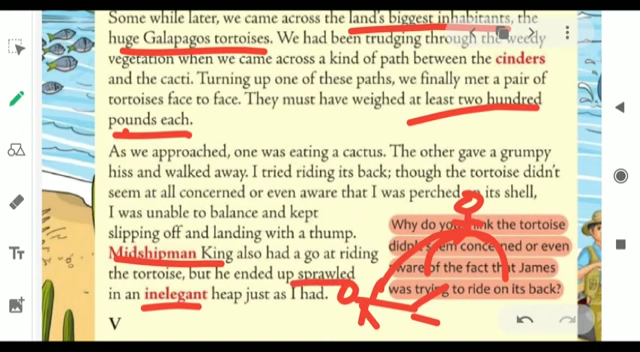 Some while later, we came across the land's biggest inhabitants, the
huge Galapagos tortoises. We had been trudging through the weedy
vegetation when we came across a kind of path between the cinders
and the cacti. Turning up one of these paths, we finally met a pair of
tortoises face to face. They must have weighed at least two hundred
pounds each.
As we approached, one was eating a cactus. The other gave a grumpy
hiss and walked away. I tried riding its back; though the tortoise didn't
seem at all concerned or even aware that I was perched on its shell,
I was unable to balance and kept
slipping off and landing with a thump.
Midshipman King also had a go at riding
the tortoise, but he ended up sprawled
in an inelegant heap just as I had.
Why do you think the tortoise
didn't seem concerned or even
aware of the fact that James
was trying to ride on its back?
V
Tт